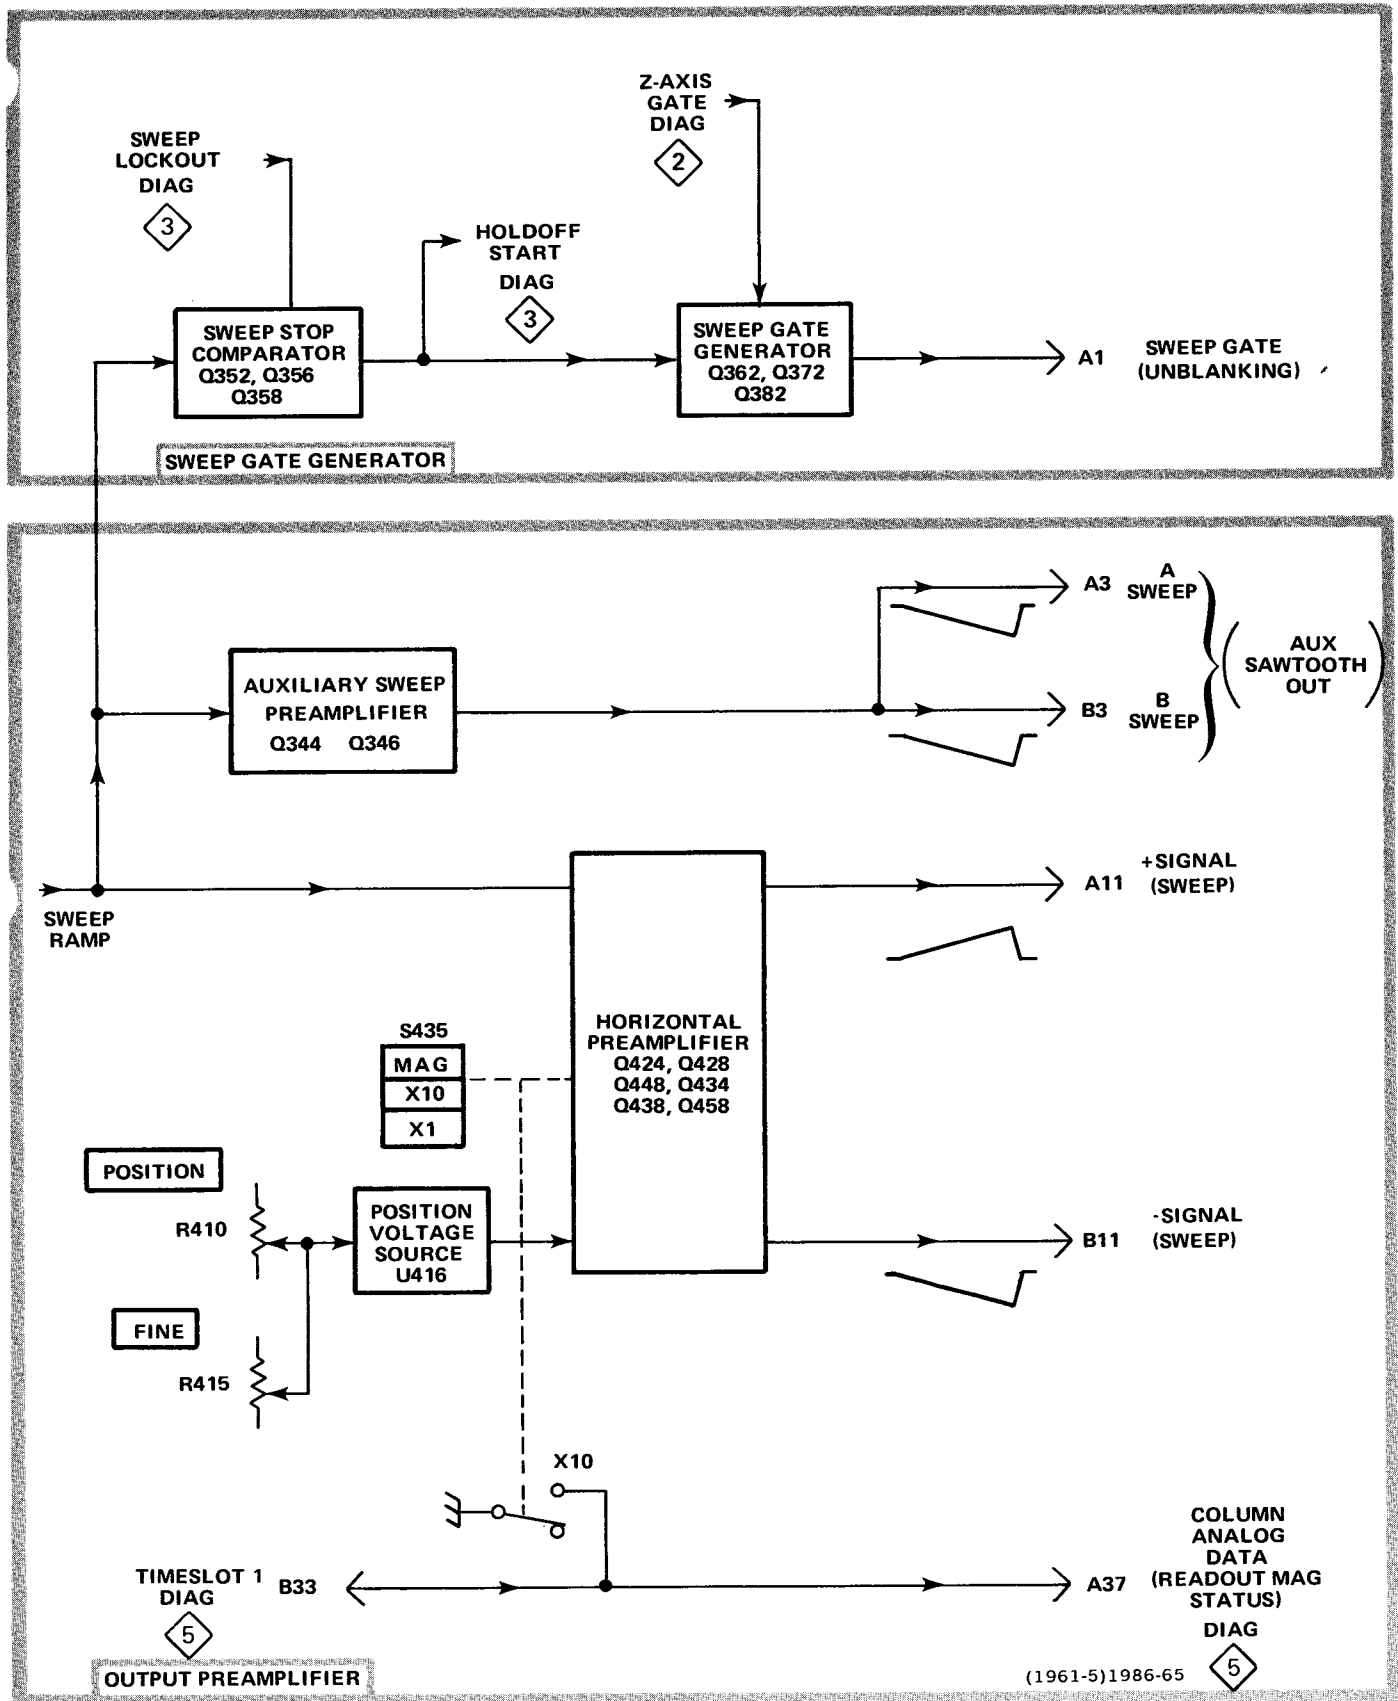 Z-AXIS
GATE
DIAG
2
SWEEP
LOCKOUT
DIAG
3
HOLDOFF
START
DIAG
3
SWEEP STOP
COMPARATOR
Q352, Q356
Q358
SWEEP GATE
GENERATOR
Q362, Q372
Q382
A1
SWEEP GATE
(UNBLANKING)
SWEEP GATE GENERATOR
A3
A
SWEEP
AUXILIARY SWEEP
PREAMPLIFIER
Q344 Q346
B3
B
SWEEP
(AUX
SAWTOOTH
OUT)
SWEEP
RAMP
A11
+SIGNAL
(SWEEP)
HORIZONTAL
PREAMPLIFIER
Q424, Q428
Q448, Q434
Q438, Q458
S435
MAG
X10
X1
POSITION
R410
POSITION
VOLTAGE
SOURCE
U416
B11
-SIGNAL
(SWEEP)
FINE
R415
X10
TIMESLOT 1
DIAG
5
B33
A37
COLUMN
ANALOG
DATA
(READOUT MAG
STATUS)
DIAG
5
OUTPUT PREAMPLIFIER
(1961-5)1986-65